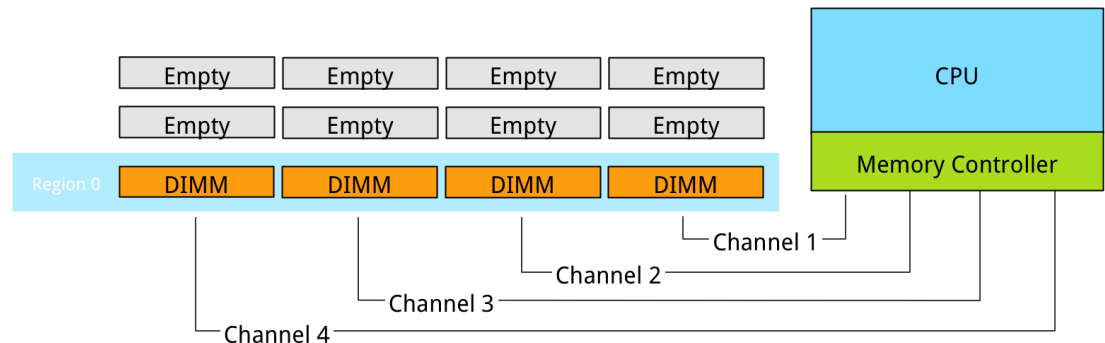 Empty Empty Empty Empty
CPU
Empty Empty Empty Empty
Memory Controller
Region 0 DIMM DIMM DIMM DIMM
Channel 1
Channel 2
Channel 3
Channel 4